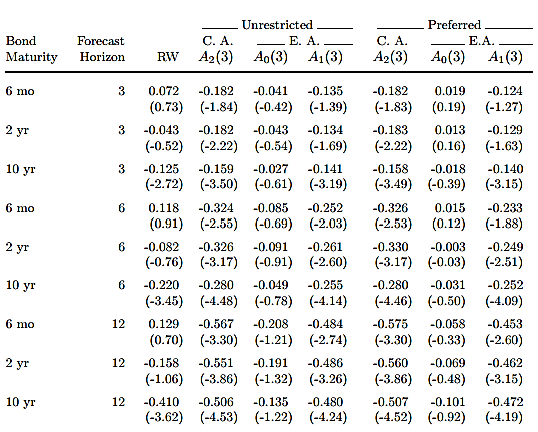 Unrestricted Preferred
Bond Forecast C. A. E. A. C. A. E.A.
Maturity Horizon RW A2(3) A0(3) A1(3) A2(3) A0(3) A1(3)
6 mo 3 0.072 -0.182 -0.041 -0.135 -0.182 0.019 -0.124
(0.73) (-1.84) (-0.42) (-1.39) (-1.83) (0.19) (-1.27)
2 yr 3 -0.043 -0.182 -0.043 -0.134 -0.183 0.013 -0.129
(-0.52) (-2.22) (-0.54) (-1.69) (-2.22) (0.16) (-1.63)
10 yr 3 -0.125 -0.159 -0.027 -0.141 -0.158 -0.018 -0.140
(-2.72) (-3.50) (-0.61) (-3.19) (-3.49) (-0.39) (-3.15)
6 mo 6 0.118 -0.324 -0.085 -0.252 -0.326 0.015 -0.233
(0.91) (-2.55) (-0.69) (-2.03) (-2.53) (0.12) (-1.88)
2 yr 6 -0.082 -0.326 -0.091 -0.261 -0.330 -0.003 -0.249
(-0.76) (-3.17) (-0.91) (-2.60) (-3.17) (-0.03) (-2.51)
10 yr 6 -0.220 -0.280 -0.049 -0.255 -0.280 -0.031 -0.252
(-3.45) (-4.48) (-0.78) (-4.14) (-4.46) (-0.50) (-4.09)
6 mo 12 0.129 -0.567 -0.208 -0.484 -0.575 -0.058 -0.453
(0.70) (-3.30) (-1.21) (-2.74) (-3.30) (-0.33) (-2.60)
2 yr 12 -0.158 -0.551 -0.191 -0.486 -0.560 -0.069 -0.462
(-1.06) (-3.86) (-1.32) (-3.26) (-3.86) (-0.48) (-3.15)
10 yr 12 -0.410 -0.506 -0.135 -0.480 -0.507 -0.101 -0.472
(-3.62) (-4.53) (-1.22) (-4.24) (-4.52) (-0.92) (-4.19)